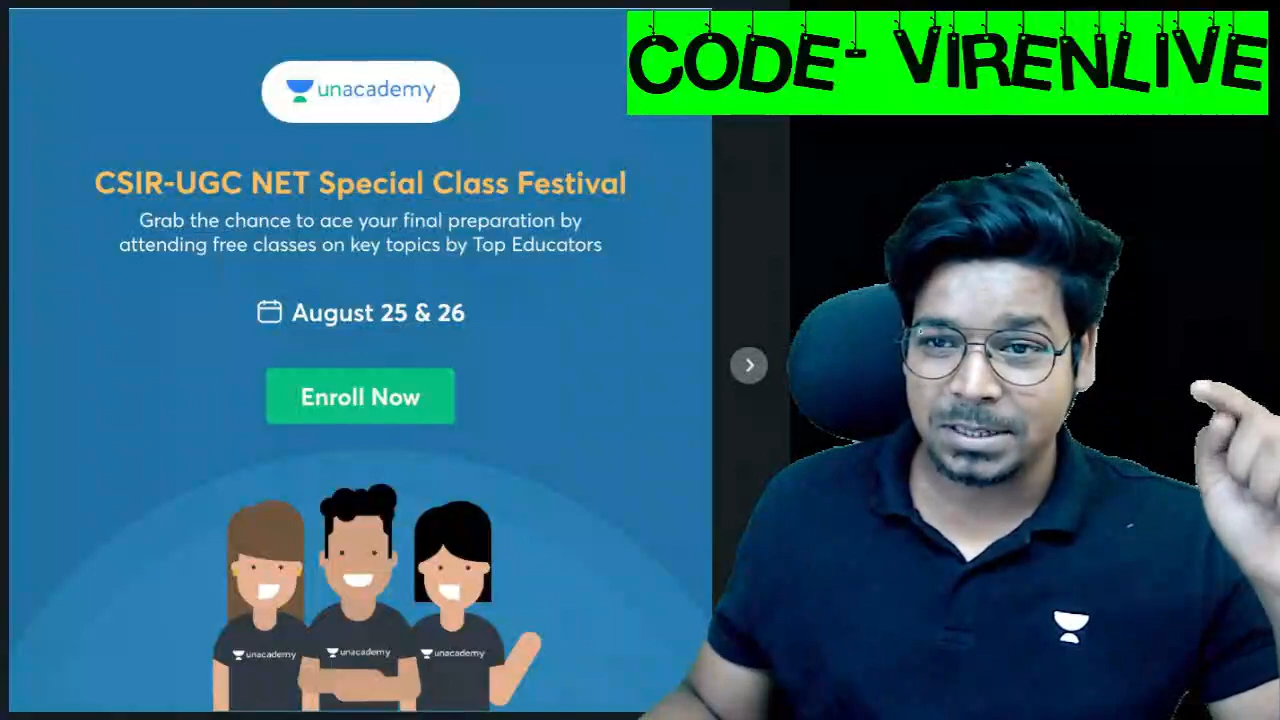 CODE- VIRENLIVE
unacademy
CSIR-UGC NET Special Class Festival
Grab the chance to ace your final preparation by
attending free classes on key topics by Top Educators
August 25 & 26
Enroll Now
unacademy
unacademy
unacademy